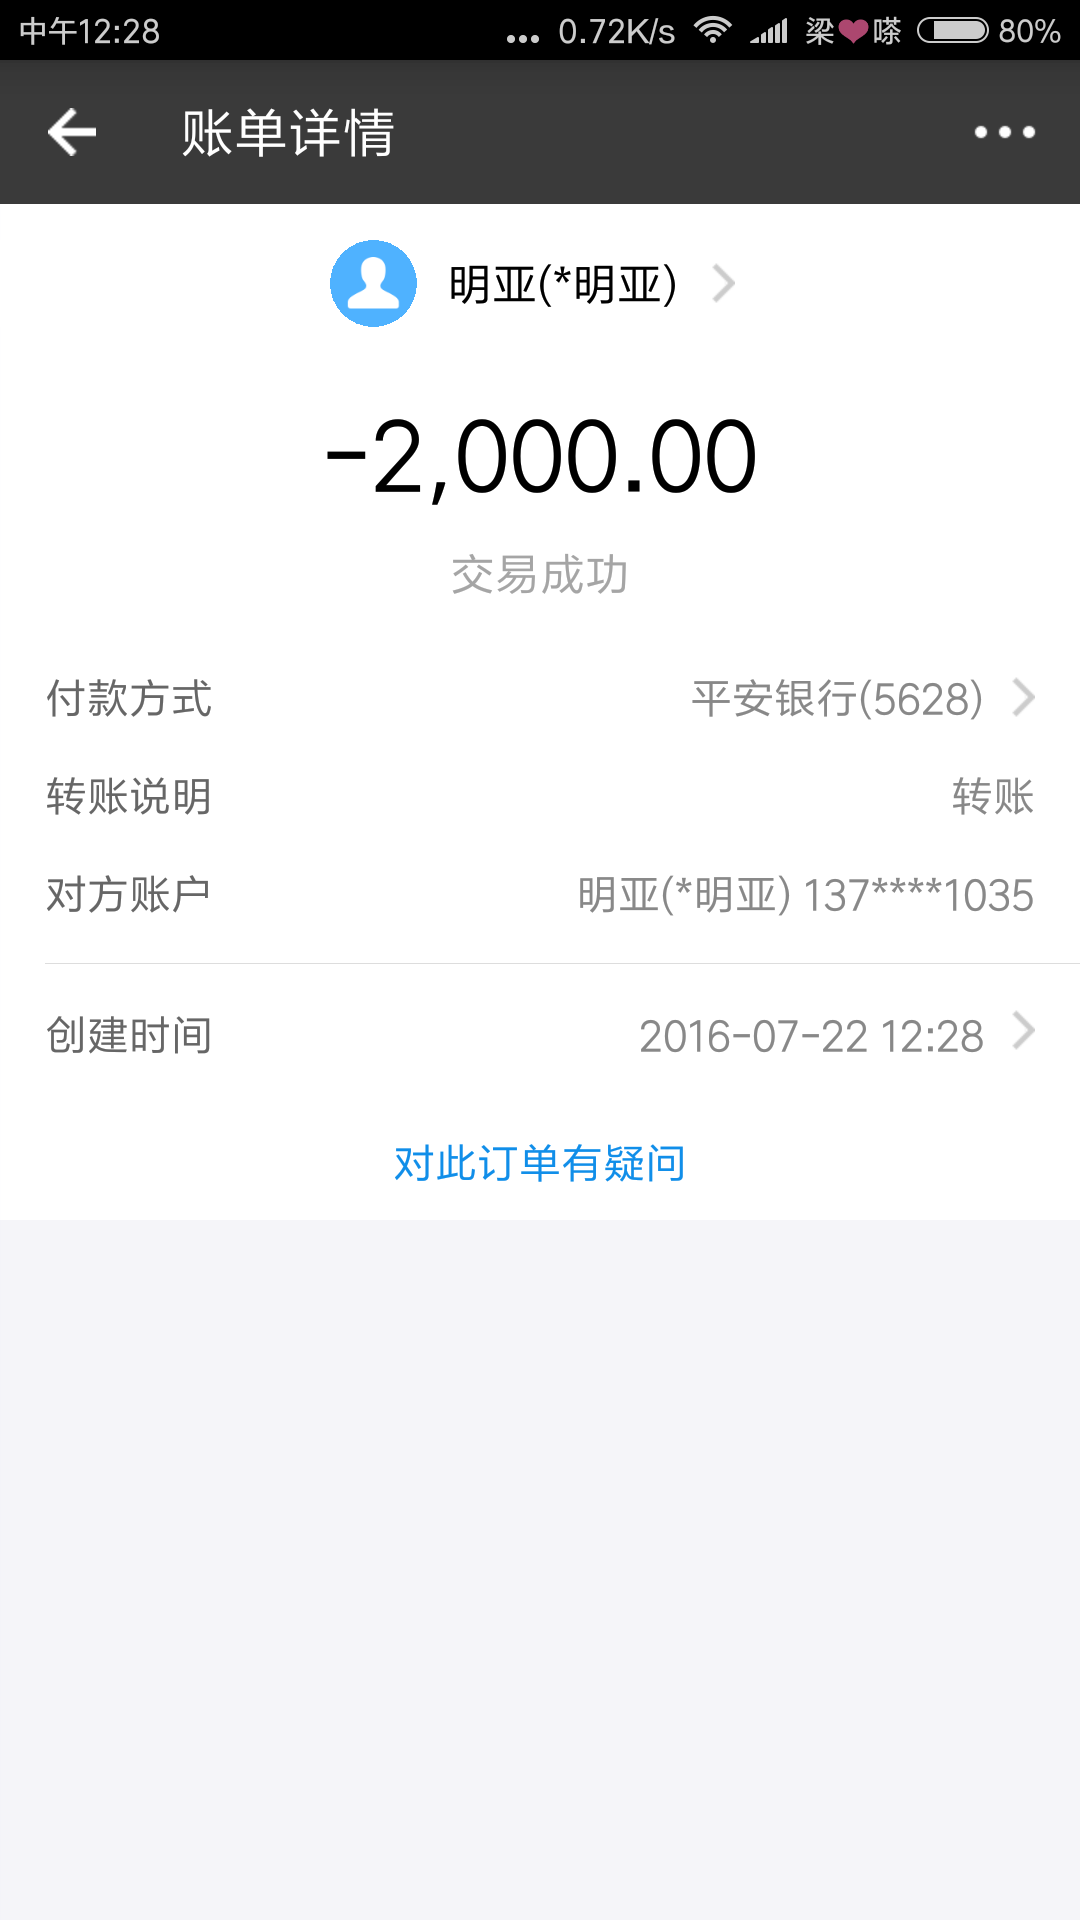 中午12:28 ... 0.72K/s 梁❤嗏 80%
账单详情
明亚(*明亚)
-2,000.00
交易成功
付款方式 平安银行(5628)
转账说明 转账
对方账户 明亚(*明亚) 137****1035
创建时间 2016-07-22 12:28
对此订单有疑问